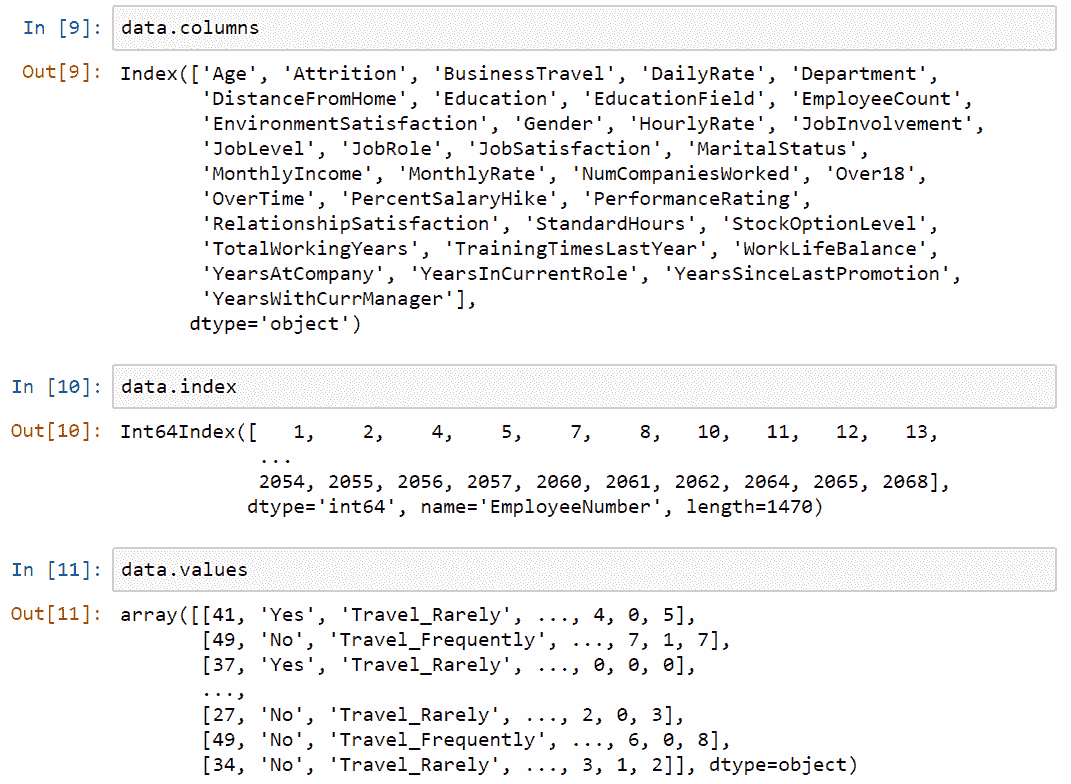 In [9]: data.columns
Out[9]: Index(['Age', 'Attrition', 'BusinessTravel', 'DailyRate', 'Department',
'DistanceFromHome', 'Education', 'EducationField', 'EmployeeCount',
'EnvironmentSatisfaction', 'Gender', 'HourlyRate', 'JobInvolvement',
'JobLevel', 'JobRole', 'JobSatisfaction', 'MaritalStatus',
'MonthlyIncome', 'MonthlyRate', 'NumCompaniesWorked', 'Over18',
'OverTime', 'PercentSalaryHike', 'PerformanceRating',
'RelationshipSatisfaction', 'StandardHours', 'StockOptionLevel',
'TotalWorkingYears', 'TrainingTimesLastYear', 'WorkLifeBalance',
'YearsAtCompany', 'YearsInCurrentRole', 'YearsSinceLastPromotion',
'YearsWithCurrManager'],
dtype='object')
In [10]: data.index
Out[10]: Int64Index([   1,    2,    4,    5,    7,    8,   10,   11,   12,   13,
...
2054, 2055, 2056, 2057, 2060, 2061, 2062, 2064, 2065, 2068],
dtype='int64', name='EmployeeNumber', length=1470)
In [11]: data.values
Out[11]: array([[41, 'Yes', 'Travel_Rarely', ..., 4, 0, 5],
[49, 'No', 'Travel_Frequently', ..., 7, 1, 7],
[37, 'Yes', 'Travel_Rarely', ..., 0, 0, 0],
...,
[27, 'No', 'Travel_Rarely', ..., 2, 0, 3],
[49, 'No', 'Travel_Frequently', ..., 6, 0, 8],
[34, 'No', 'Travel_Rarely', ..., 3, 1, 2]], dtype=object)